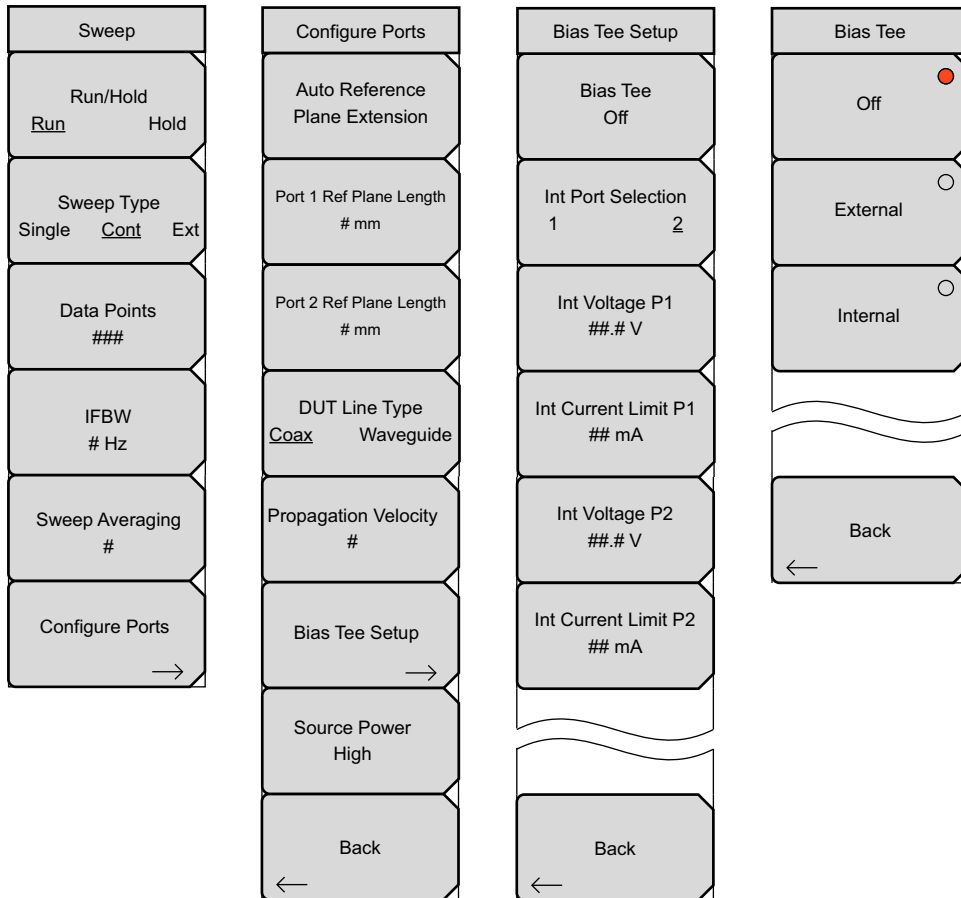 Sweep
Run/Hold
Run Hold
Sweep Type
Single Cont Ext
Data Points
###
IFBW
# Hz
Sweep Averaging
#
Configure Ports
Configure Ports
Auto Reference
Plane Extension
Port 1 Ref Plane Length
# mm
Port 2 Ref Plane Length
# mm
DUT Line Type
Coax Waveguide
Propagation Velocity
#
Bias Tee Setup
Source Power
High
Back
Bias Tee Setup
Bias Tee
Off
Int Port Selection
1 2
Int Voltage P1
##.# V
Int Current Limit P1
## mA
Int Voltage P2
##.# V
Int Current Limit P2
## mA
Back
Bias Tee
Off
External
Internal
Back